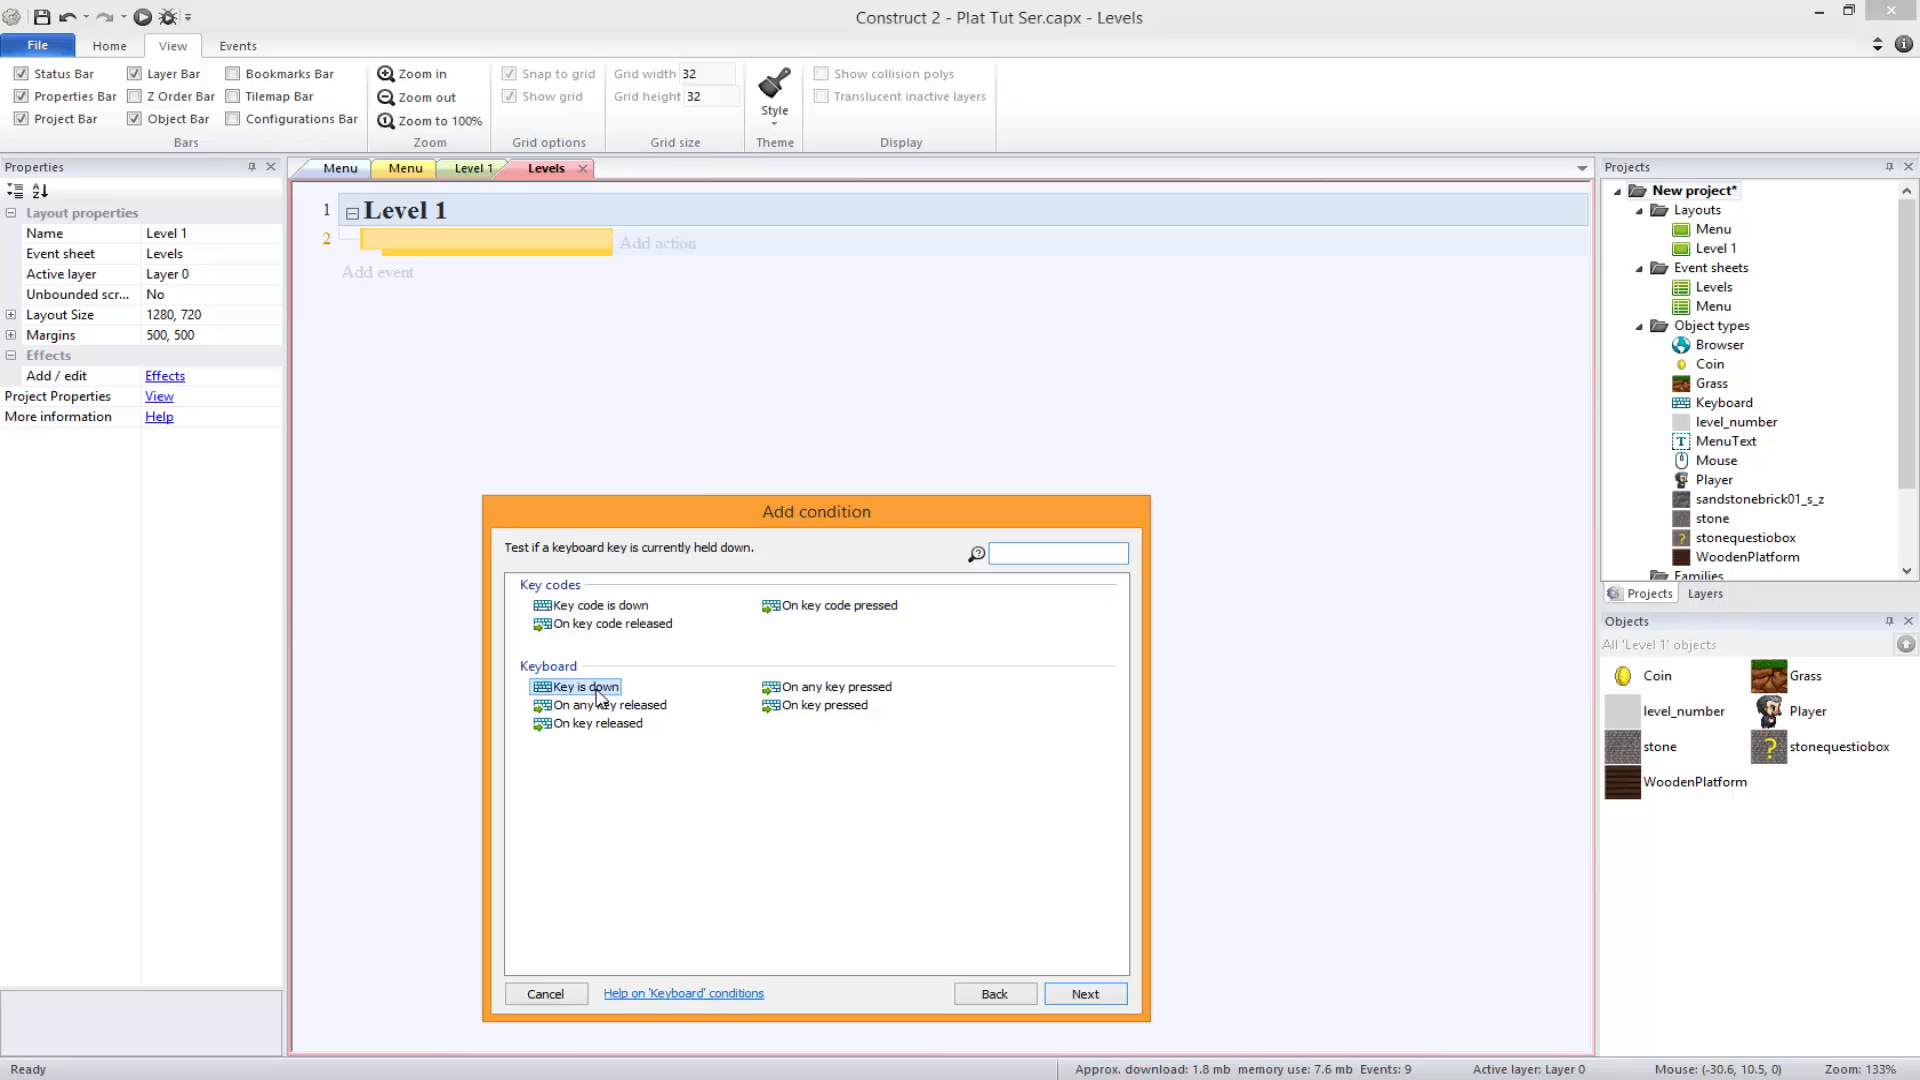 Construct 2 - Plat Tut Ser.capx - Levels
File Home View Events
Status Bar Layer Bar Bookmarks Bar
Properties Bar Z Order Bar Tilemap Bar
Project Bar Object Bar Configurations Bar
Bars
Zoom in
Zoom out
Zoom to 100%
Zoom
Snap to grid
Show grid
Grid options
Grid width 32
Grid height 32
Grid size
Style
Theme
Show collision polys
Translucent inactive layers
Display
Properties
Layout properties
Name Level 1
Event sheet Levels
Active layer Layer 0
Unbounded scr... No
Layout Size 1280, 720
Margins 500, 500
Effects
Add / edit Effects
Project Properties View
More information Help
Menu Menu Level 1 Levels
1 Level 1
2 Add action
Add event
Add condition
Test if a keyboard key is currently held down.
Key codes
Key code is down On key code pressed
On key code released
Keyboard
Key is down On any key pressed
On any key released On key pressed
On key released
Cancel Help on 'Keyboard' conditions Back Next
Projects
New project*
Layouts
Menu
Level 1
Event sheets
Levels
Menu
Object types
Browser
Coin
Grass
Keyboard
level_number
MenuText
Mouse
Player
sandstonebrick01_s_z
stone
stonequestiobox
WoodenPlatform
Families
Projects Layers
Objects
All 'Level 1' objects
Coin Grass
level_number Player
stone stonequestiobox
WoodenPlatform
Ready Approx. download: 1.8 mb memory use: 7.6 mb Events: 9 Active layer: Layer 0 Mouse: (-30.6, 10.5, 0) Zoom: 133%